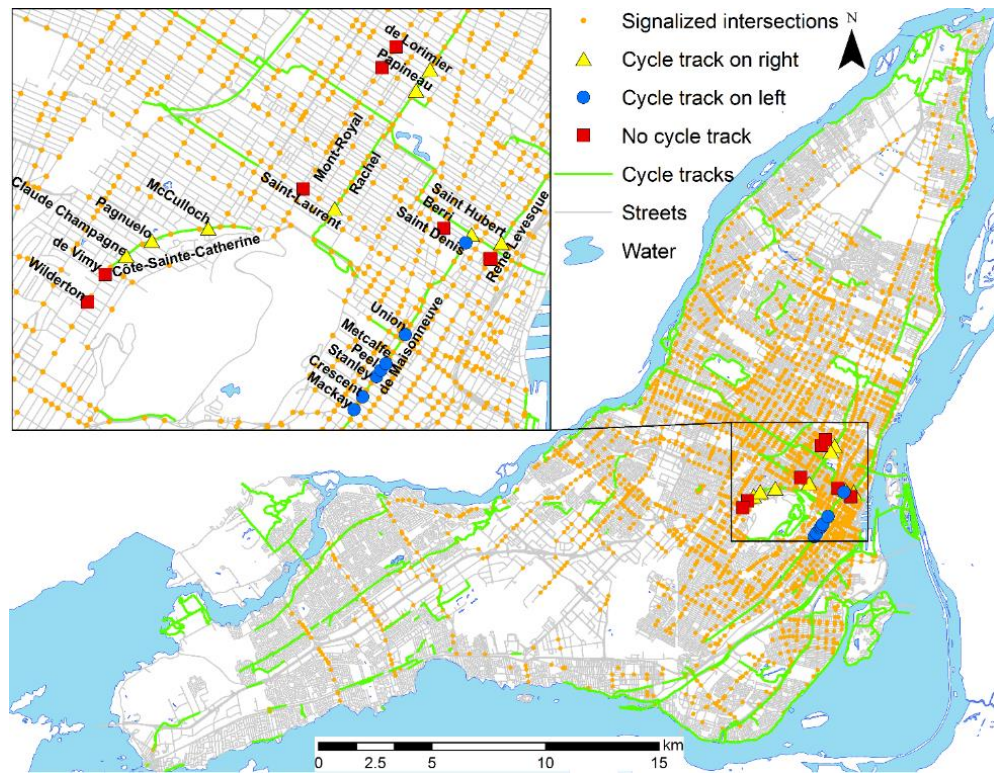 de Lorimier
Papineau
Mont-Royal
Rachel
Saint-Laurent
Saint Hubert
Berri
Saint Denis
Rene Levesque
McCulloch
Pagnuelo
Claude Champagne
de Vimy
Côte-Sainte-Catherine
Wilderton
Union
Metcalfe
Peel
Stanley
Crescent
Mackay
de Maisonneuve
Signalized intersections
N
Cycle track on right
Cycle track on left
No cycle track
Cycle tracks
Streets
Water
km
0 2.5 5 10 15